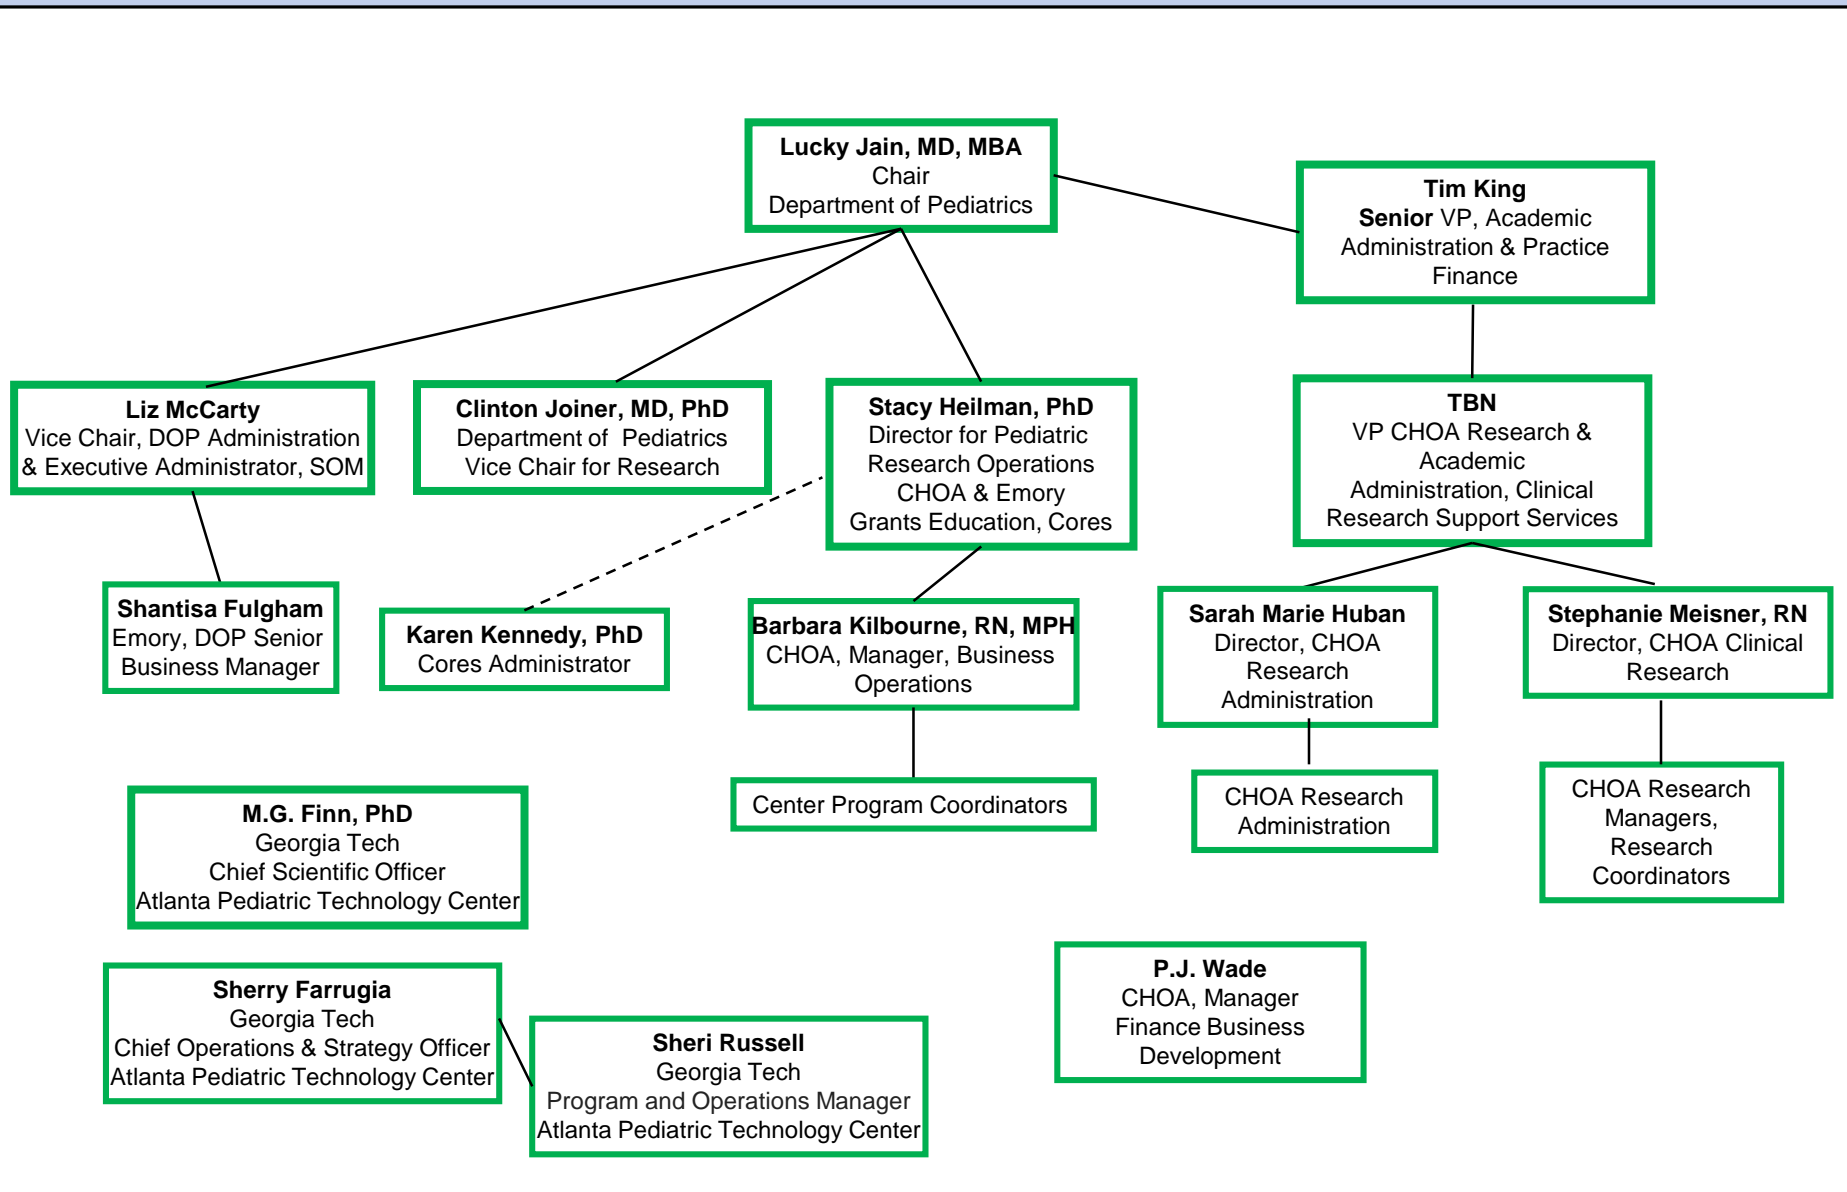 Lucky Jain, MD, MBA
Chair
Department of Pediatrics
Tim King
Senior VP, Academic
Administration & Practice
Finance
Liz McCarty
Vice Chair, DOP Administration
& Executive Administrator, SOM
Clinton Joiner, MD, PhD
Department of  Pediatrics
Vice Chair for Research
Stacy Heilman, PhD
Director for Pediatric
Research Operations
CHOA & Emory
Grants Education, Cores
TBN
VP CHOA Research &
Academic
Administration, Clinical
Research Support Services
Shantisa Fulgham
Emory, DOP Senior
Business Manager
Karen Kennedy, PhD
Cores Administrator
Barbara Kilbourne, RN, MPH
CHOA, Manager, Business
Operations
Sarah Marie Huban
Director, CHOA
Research
Administration
Stephanie Meisner, RN
Director, CHOA Clinical
Research
Center Program Coordinators
CHOA Research
Administration
CHOA Research
Managers,
Research
Coordinators
M.G. Finn, PhD
Georgia Tech
Chief Scientific Officer
Atlanta Pediatric Technology Center
Sherry Farrugia
Georgia Tech
Chief Operations & Strategy Officer
Atlanta Pediatric Technology Center
Sheri Russell
Georgia Tech
Program and Operations Manager
Atlanta Pediatric Technology Center
P.J. Wade
CHOA, Manager
Finance Business
Development